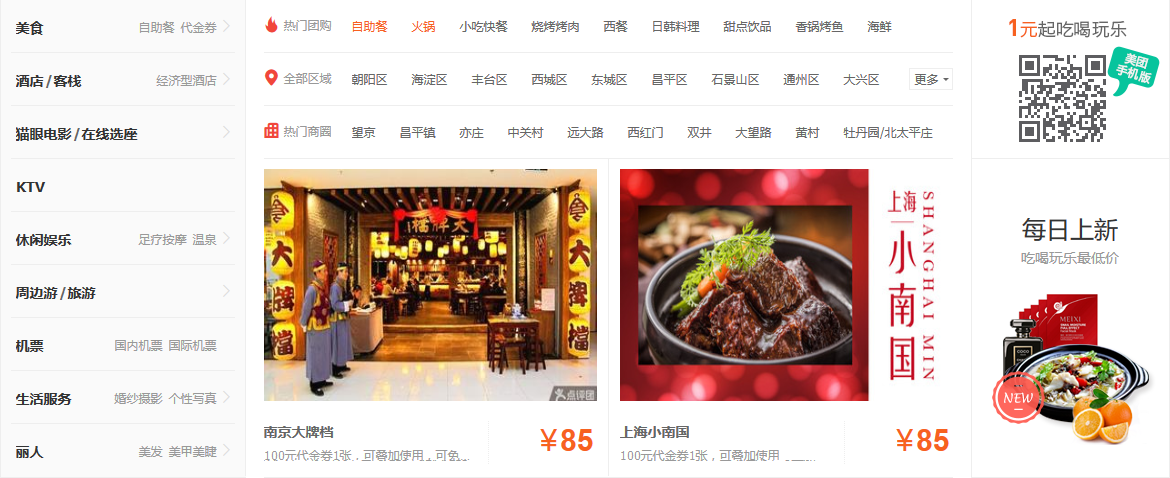 美食 自助餐 代金券
酒店 / 客栈 经济型酒店
猫眼电影 / 在线选座
KTV
休闲娱乐 足疗按摩 温泉
周边游 / 旅游
机票 国内机票 国际机票
生活服务 婚纱摄影 个性写真
丽人 美发 美甲美睫
热门团购 自助餐 火锅 小吃快餐 烧烤烤肉 西餐 日韩料理 甜点饮品 香锅烤鱼 海鲜
全部区域 朝阳区 海淀区 丰台区 西城区 东城区 昌平区 石景山区 通州区 大兴区 更多
热门商圈 望京 昌平镇 亦庄 中关村 远大路 西红门 双井 大望路 黄村 牡丹园/北太平庄
大牌檔
大牌檔
大牌檔
点评团
上海
小南国
SHANGHAI MIN
南京大牌档
¥85
100元代金券1张，可叠加使用
上海小南国
¥85
100元代金券1张，可叠加使用
1元起吃喝玩乐
美团
手机版
每日上新
吃喝玩乐最低价
MEIXI
COCO
NEW